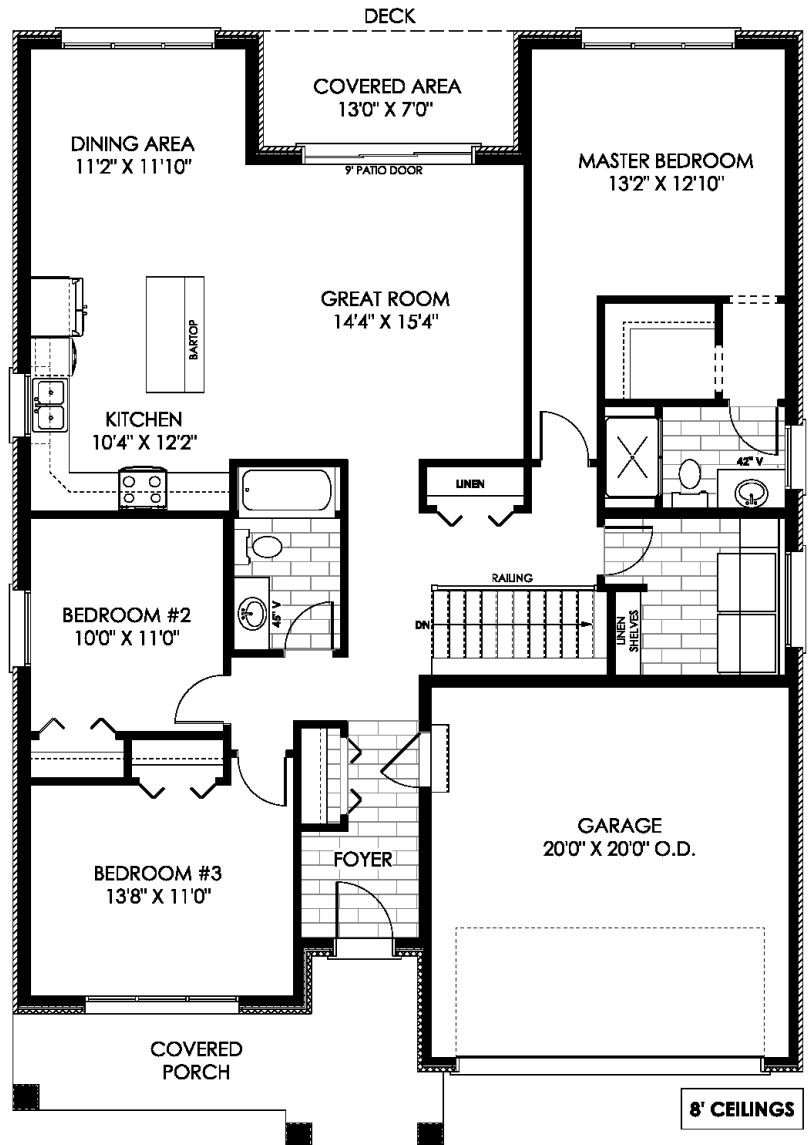 DECK
COVERED AREA
13'0" X 7'0"
DINING AREA
11'2" X 11'10"
9' PATIO DOOR
MASTER BEDROOM
13'2" X 12'10"
GREAT ROOM
14'4" X 15'4"
BARTOP
KITCHEN
10'4" X 12'2"
42" V
LINEN
RAILING
BEDROOM #2
10'0" X 11'0"
45" V
DN
LINEN
SHELVES
GARAGE
20'0" X 20'0" O.D.
FOYER
BEDROOM #3
13'8" X 11'0"
COVERED
PORCH
8' CEILINGS